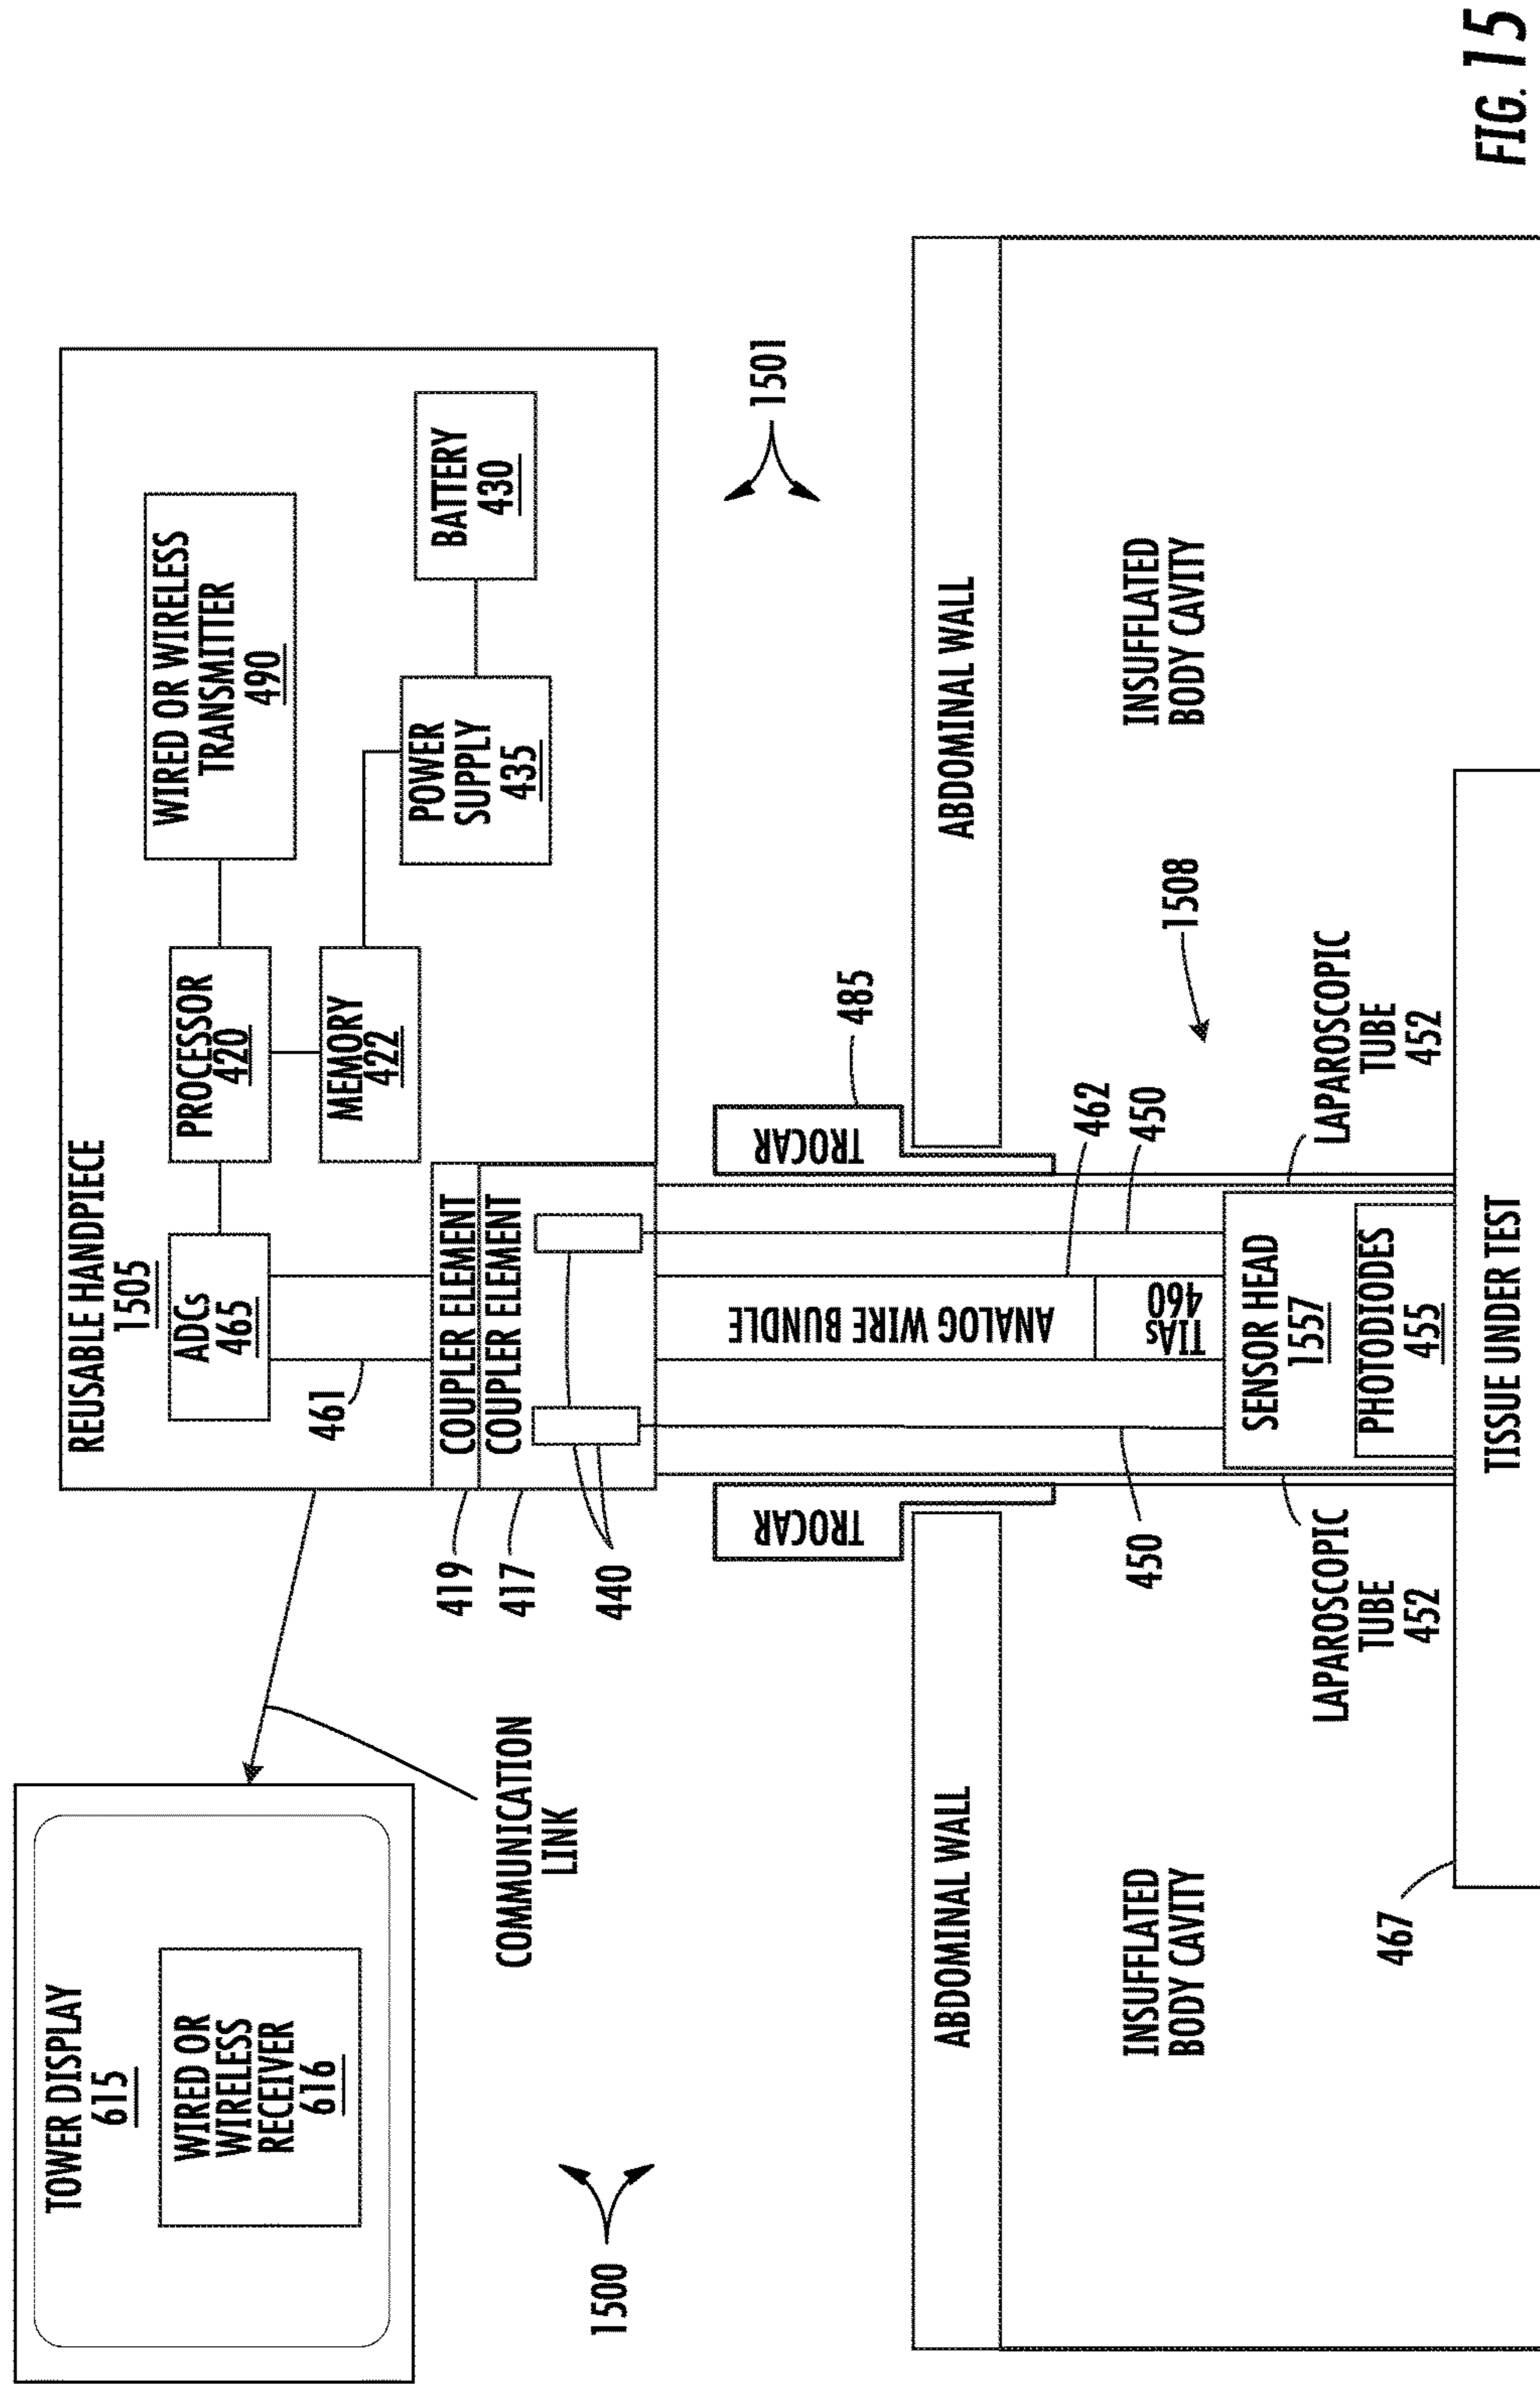 TOWER DISPLAY
615
WIRED OR
WIRELESS
RECEIVER
616
COMMUNICATION
LINK
1500
REUSABLE HANDPIECE
1505
ADCs
465
PROCESSOR
420
MEMORY
422
WIRED OR WIRELESS
TRANSMITTER
490
POWER
SUPPLY
435
BATTERY
430
461
COUPLER ELEMENT
COUPLER ELEMENT
419
417
440
1501
TROCAR
TROCAR
485
ABDOMINAL WALL
ABDOMINAL WALL
ANALOG WIRE BUNDLE
462
450
450
TIAs
460
1508
INSUFFLATED
BODY CAVITY
INSUFFLATED
BODY CAVITY
SENSOR HEAD
1557
PHOTODIODES
455
LAPAROSCOPIC
TUBE
452
LAPAROSCOPIC
TUBE
452
467
TISSUE UNDER TEST
FIG. 15